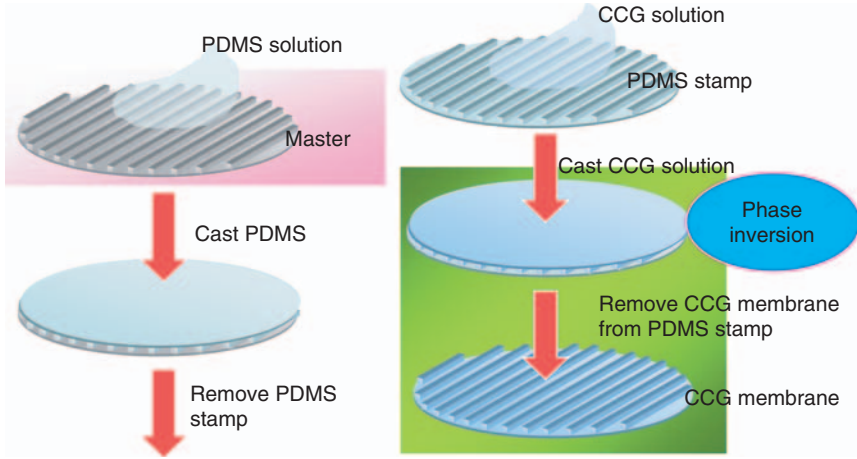 PDMS solution
Master
Cast PDMS
Remove PDMS
stamp
CCG solution
PDMS stamp
Cast CCG solution
Phase
inversion
Remove CCG membrane
from PDMS stamp
CCG membrane